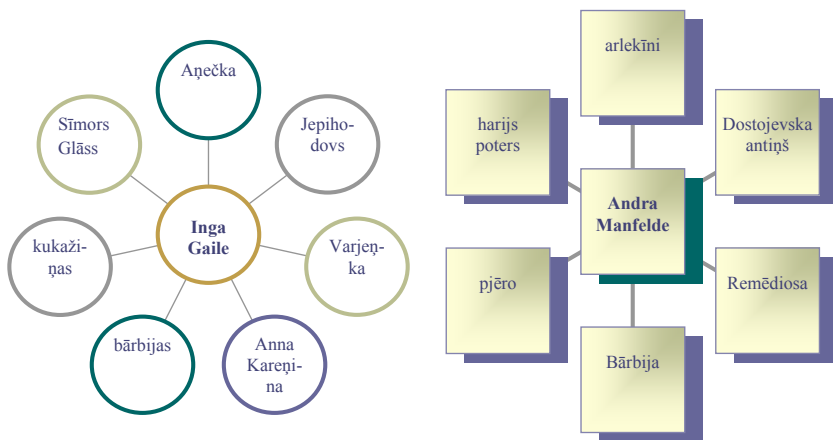 Aņečka
Jepiho-
dovs
Varjeņ-
ka
Anna
Kareņi-
na
bārbijas
kukaži-
ņas
Sīmors
Glāss
Inga
Gaile
arlekīni
Dostojevska
antiņš
Remēdiosa
Bārbija
pjēro
harijs
poters
Andra
Manfelde